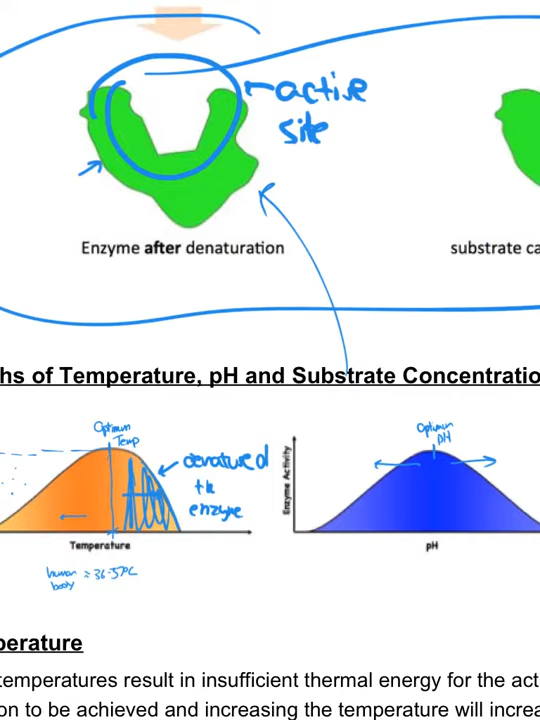 active
site
Enzyme after denaturation
substrate ca
hs of Temperature, pH and Substrate Concentratio
Optimum
Temp
denatured
the
enzyme
Optimum
pH
Enzyme Activity
Temperature
pH
human
body = 36-37°C
perature
temperatures result in insufficient thermal energy for the act
on to be achieved and increasing the temperature will increa